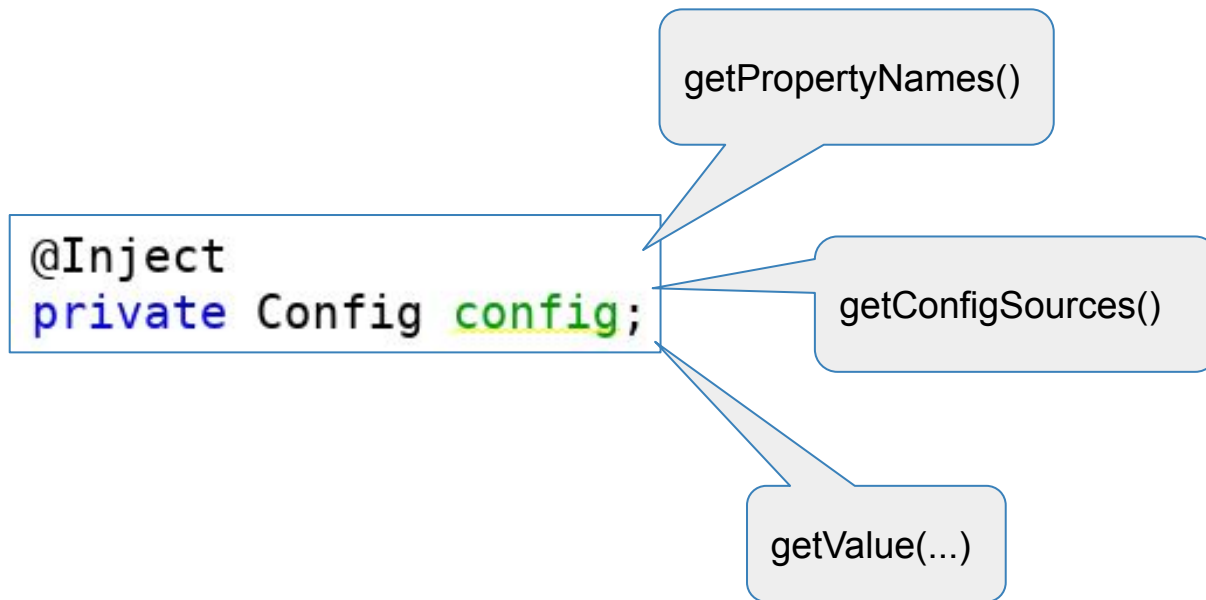 getPropertyNames()
@Inject
private Config config;
getConfigSources()
getValue(...)